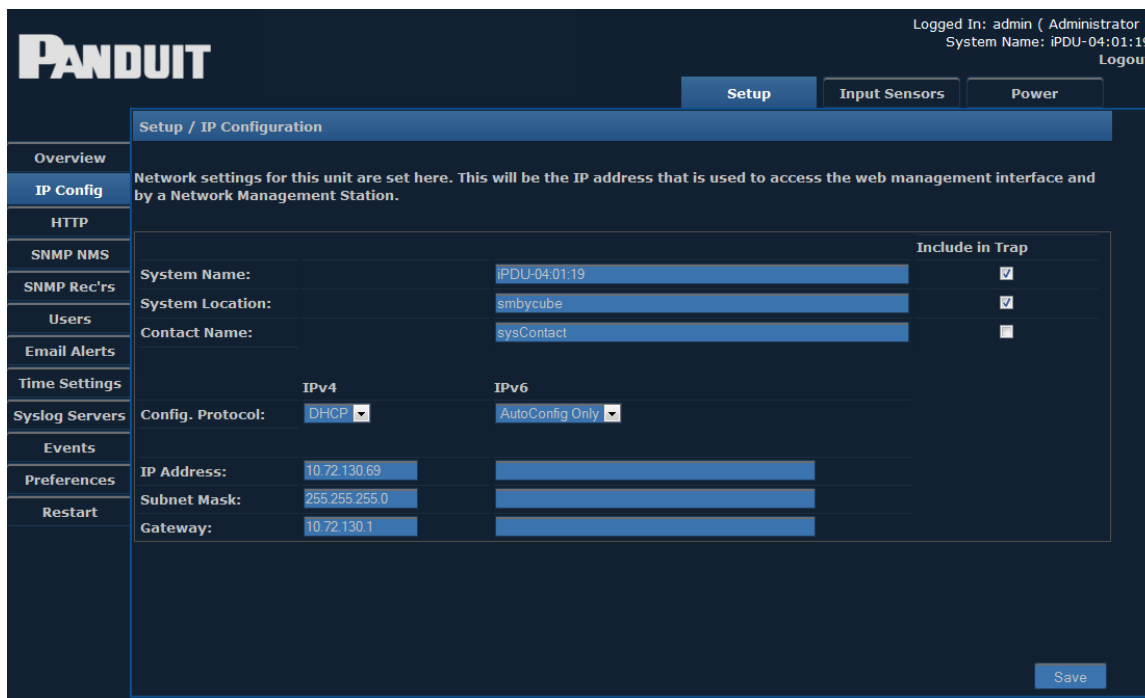 Logged In: admin ( Administrator
System Name: iPDU-04:01:19
Logout
PANDUIT
Setup Input Sensors Power
Setup / IP Configuration
Overview
IP Config
HTTP
SNMP NMS
SNMP Rec'rs
Users
Email Alerts
Time Settings
Syslog Servers
Events
Preferences
Restart
Network settings for this unit are set here. This will be the IP address that is used to access the web management interface and
by a Network Management Station.
Include in Trap
System Name: iPDU-04:01:19
System Location: smbycube
Contact Name: sysContact
IPv4 IPv6
Config. Protocol: DHCP AutoConfig Only
IP Address: 10.72.130.69
Subnet Mask: 255.255.255.0
Gateway: 10.72.130.1
Save